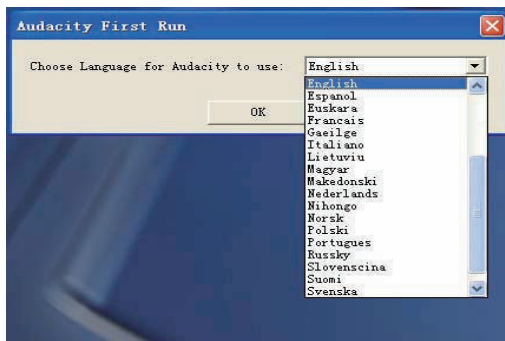 Audacity First Run
Choose Language for Audacity to use:
English
OK
English
Espanol
Euskara
Francais
Gaeilge
Italiano
Lietuviu
Magyar
Makedonski
Nederlands
Nihongo
Norsk
Polski
Portugues
Russky
Slovenscina
Suomi
Svenska